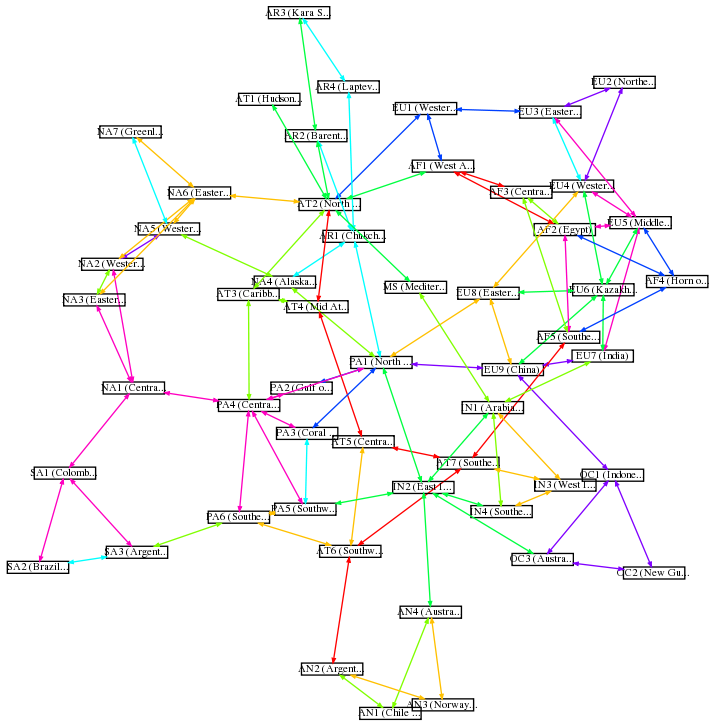 AR3 (Kara S...
AR4 (Laptev...
EU2 (Northe...
AT1 (Hudson...
EU1 (Wester...
EU3 (Easter...
NA7 (Greenl...
AR2 (Barent...
AF1 (West A...
EU4 (Wester...
NA6 (Easter...
AF3 (Centra...
AT2 (North ...
EU5 (Middle...
NA5 (Wester...
AF2 (Egypt)
AR1 (Chukch...
NA2 (Wester...
NA4 (Alaska...
AF4 (Horn o...
MS (Mediter...
EU8 (Easter...
EU6 (Kazakh...
AT3 (Caribb...
NA3 (Easter...
AT4 (Mid At...
AF5 (Southe...
EU7 (India)
PA1 (North ...
EU9 (China)
NA1 (Centra...
PA2 (Gulf o...
PA4 (Centra...
N1 (Arabia...
PA3 (Coral ...
AT5 (Centra...
AT7 (Southe...
SA1 (Colomb...
OC1 (Indone...
IN3 (West I...
IN2 (East I...
PA5 (Southw...
IN4 (Southe...
PA6 (Southe...
AT6 (Southw...
SA3 (Argent...
OC3 (Austra...
SA2 (Brazil...
OC2 (New Gu...
AN4 (Austra...
AN2 (Argent...
AN3 (Norway...
AN1 (Chile ...